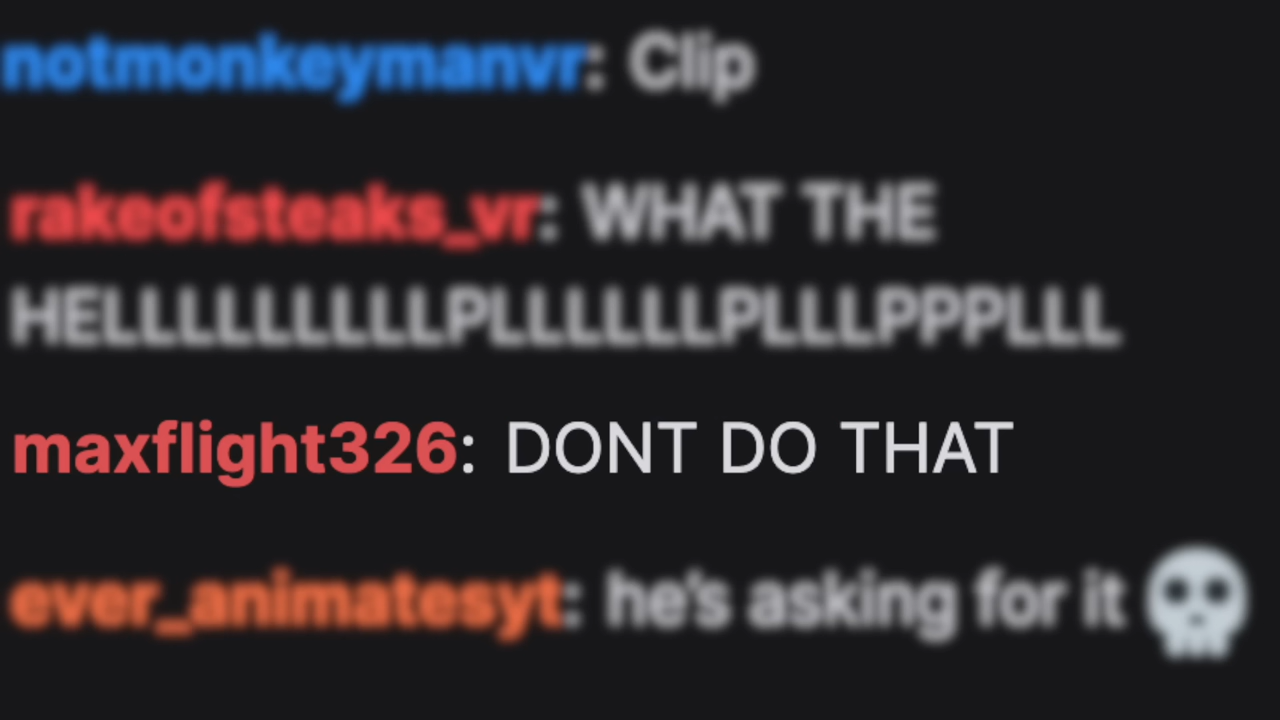 notmonkeymanvr: Clip
rakeofsteaks_vr: WHAT THE
HELLLLLLLLLPLLLLLLPLLLPPPLLL
maxflight326: DONT DO THAT
ever_animatesyt: he's asking for it 💀